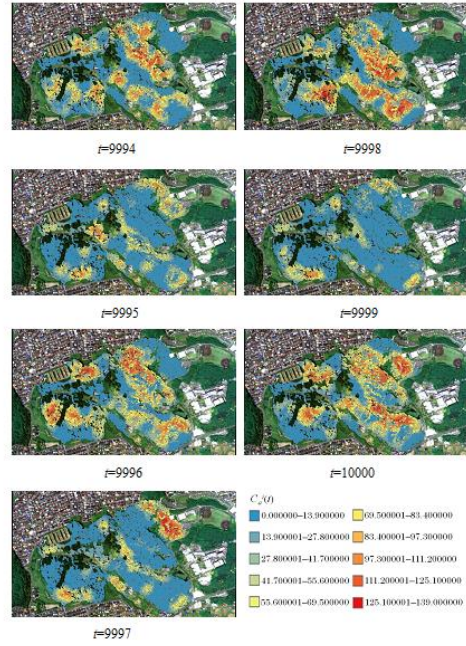 t=9994
t=9998
t=9995
t=9999
t=9996
t=10000
t=9997
0.000000–13.900000
13.900001–27.800000
27.800001–41.700000
41.700001–55.600000
55.600001–69.500000
69.500001–83.400000
83.400001–97.300000
97.300001–111.200000
111.200001–125.100000
125.100001–139.000000